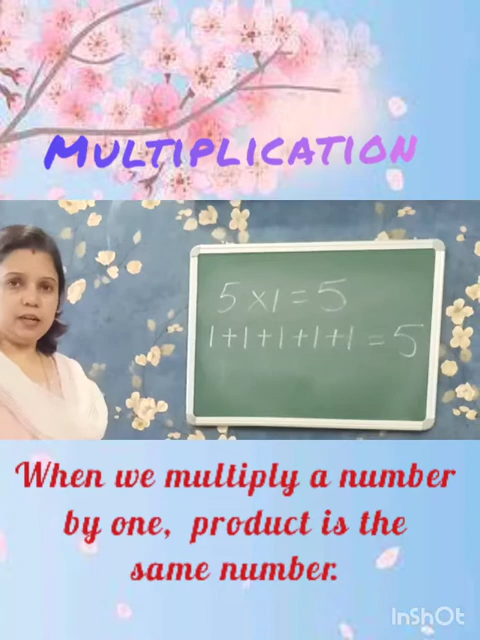 MULTIPLICATION
5 × 1 = 5
1+1+1+1+1 = 5
When we multiply a number
by one, product is the
same number.
InShOt